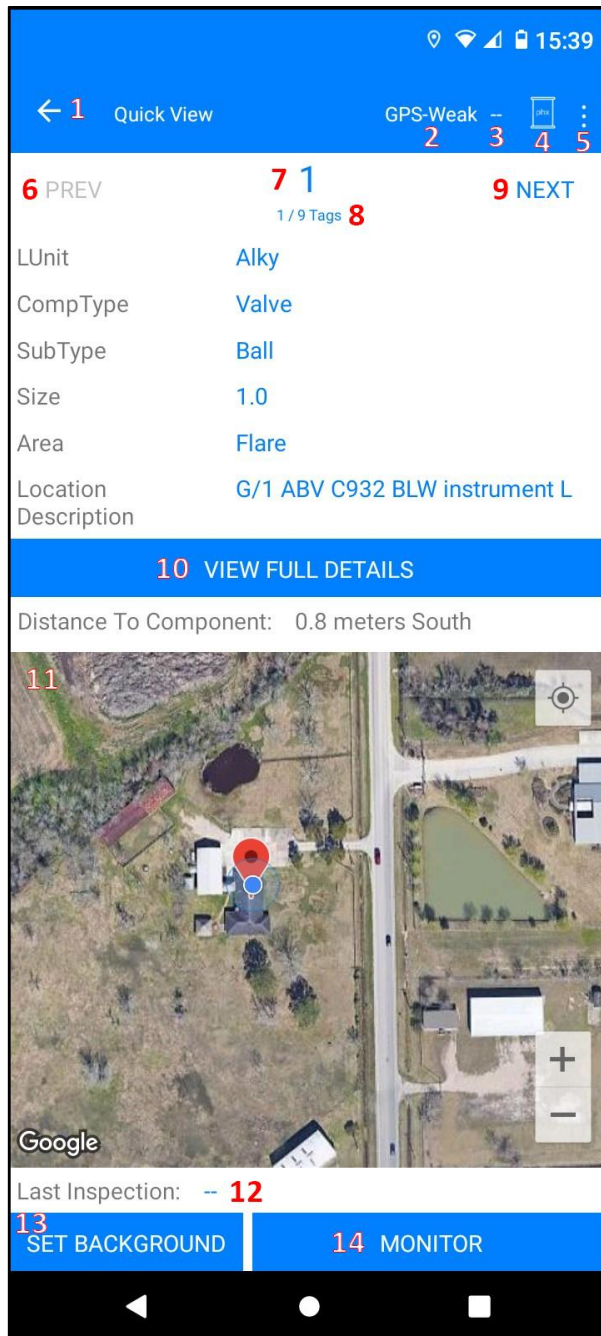 15:39
1 Quick View GPS-Weak -- phx
2 3 4 5
6 PREV 7 1 9 NEXT
1 / 9 Tags 8
LUnit Alky
CompType Valve
SubType Ball
Size 1.0
Area Flare
Location G/1 ABV C932 BLW instrument L
Description
10 VIEW FULL DETAILS
Distance To Component: 0.8 meters South
11
+
−
Google
Last Inspection: -- 12
13
SET BACKGROUND 14 MONITOR